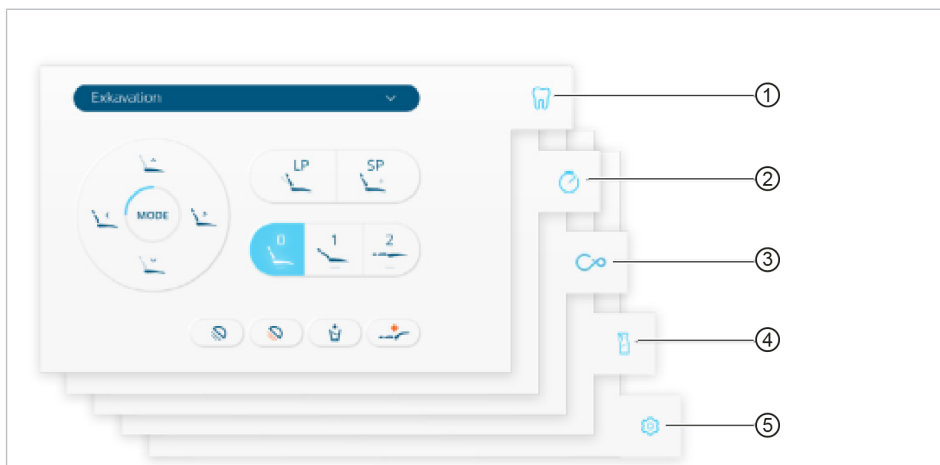 Exkavation
①
LP SP
②
MODE
0 1 2
③
④
⑤